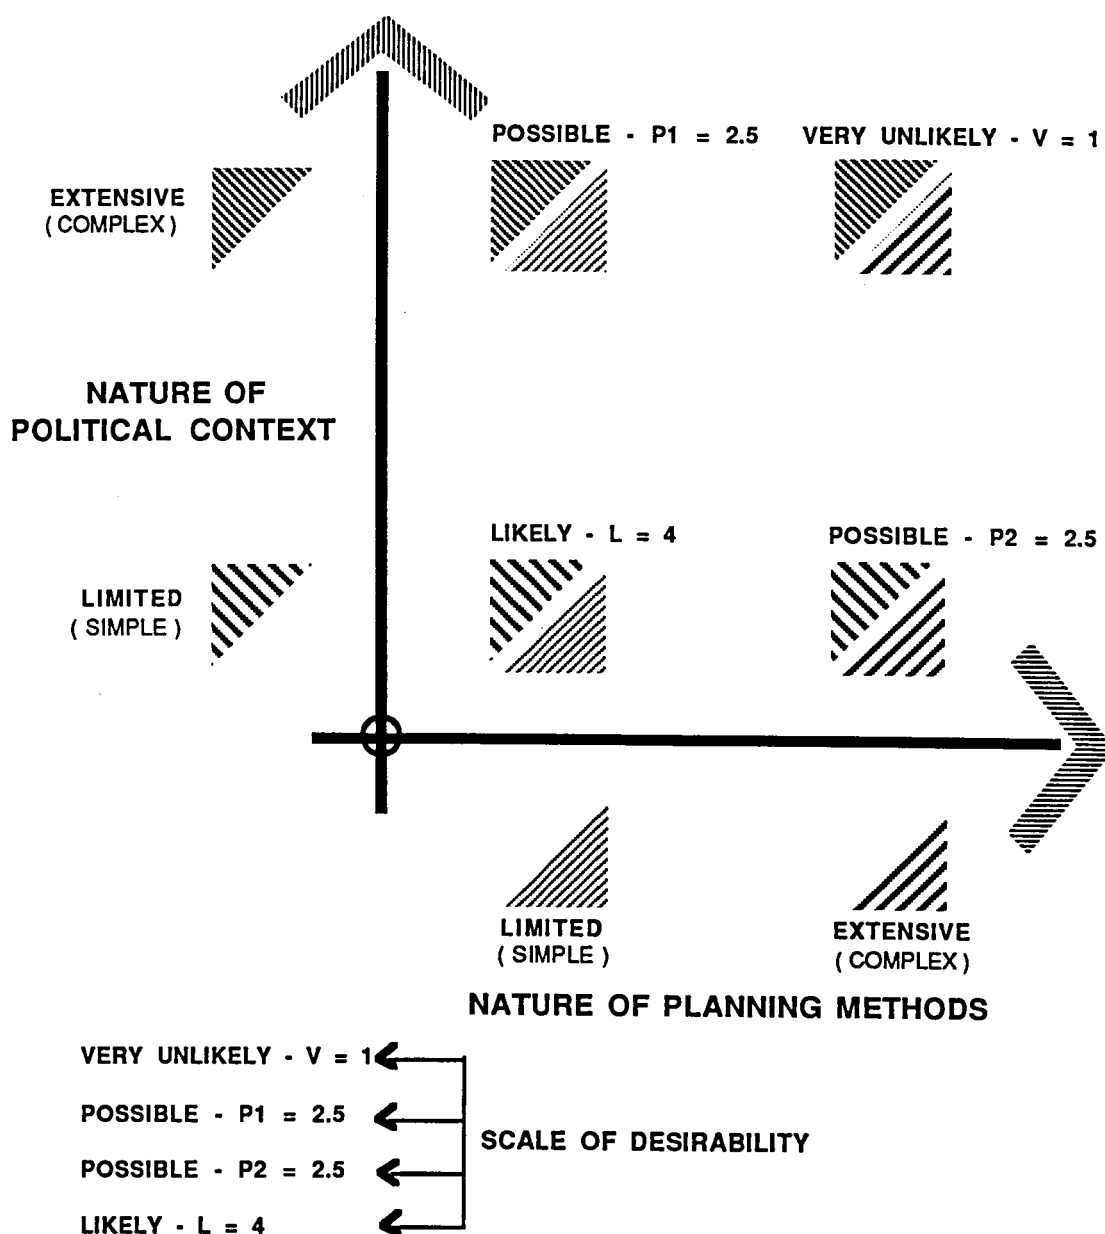 POSSIBLE - P1 = 2.5
VERY UNLIKELY - V = 1
EXTENSIVE
( COMPLEX )
NATURE OF
POLITICAL CONTEXT
LIKELY - L = 4
POSSIBLE - P2 = 2.5
LIMITED
( SIMPLE )
LIMITED
( SIMPLE )
EXTENSIVE
( COMPLEX )
NATURE OF PLANNING METHODS
VERY UNLIKELY - V = 1
POSSIBLE - P1 = 2.5
SCALE OF DESIRABILITY
POSSIBLE - P2 = 2.5
LIKELY - L = 4